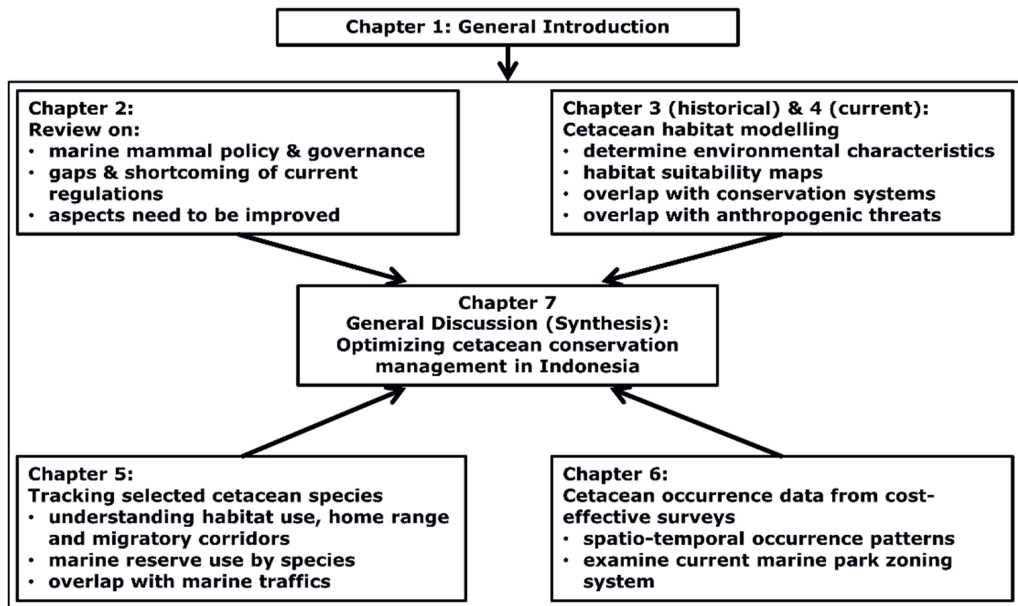 Chapter 1: General Introduction
Chapter 2:
Review on:
• marine mammal policy & governance
• gaps & shortcoming of current
regulations
• aspects need to be improved
Chapter 3 (historical) & 4 (current):
Cetacean habitat modelling
• determine environmental characteristics
• habitat suitability maps
• overlap with conservation systems
• overlap with anthropogenic threats
Chapter 7
General Discussion (Synthesis):
Optimizing cetacean conservation
management in Indonesia
Chapter 5:
Tracking selected cetacean species
• understanding habitat use, home range
and migratory corridors
• marine reserve use by species
• overlap with marine traffics
Chapter 6:
Cetacean occurrence data from cost-
effective surveys
• spatio-temporal occurrence patterns
• examine current marine park zoning
system